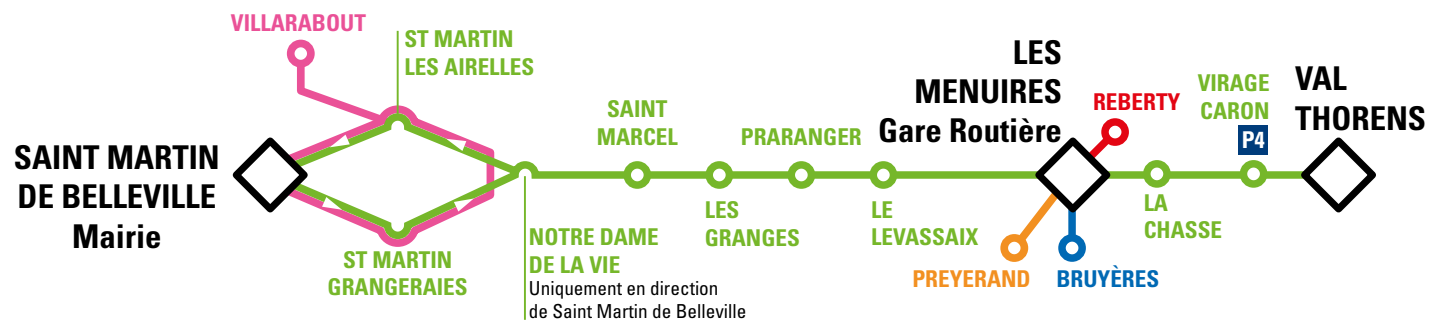 SAINT MARTIN
DE BELLEVILLE
Mairie
VILLARABOUT
ST MARTIN
LES AIRELLES
ST MARTIN
GRANGERAIES
NOTRE DAME
DE LA VIE
Uniquement en direction
de Saint Martin de Belleville
SAINT
MARCEL
LES
GRANGES
PRARANGER
LE
LEVASSAIX
LES
MENUIRES
Gare Routière
REBERTY
PREYERAND
BRUYÈRES
LA
CHASSE
VIRAGE
CARON
P4
VAL
THORENS